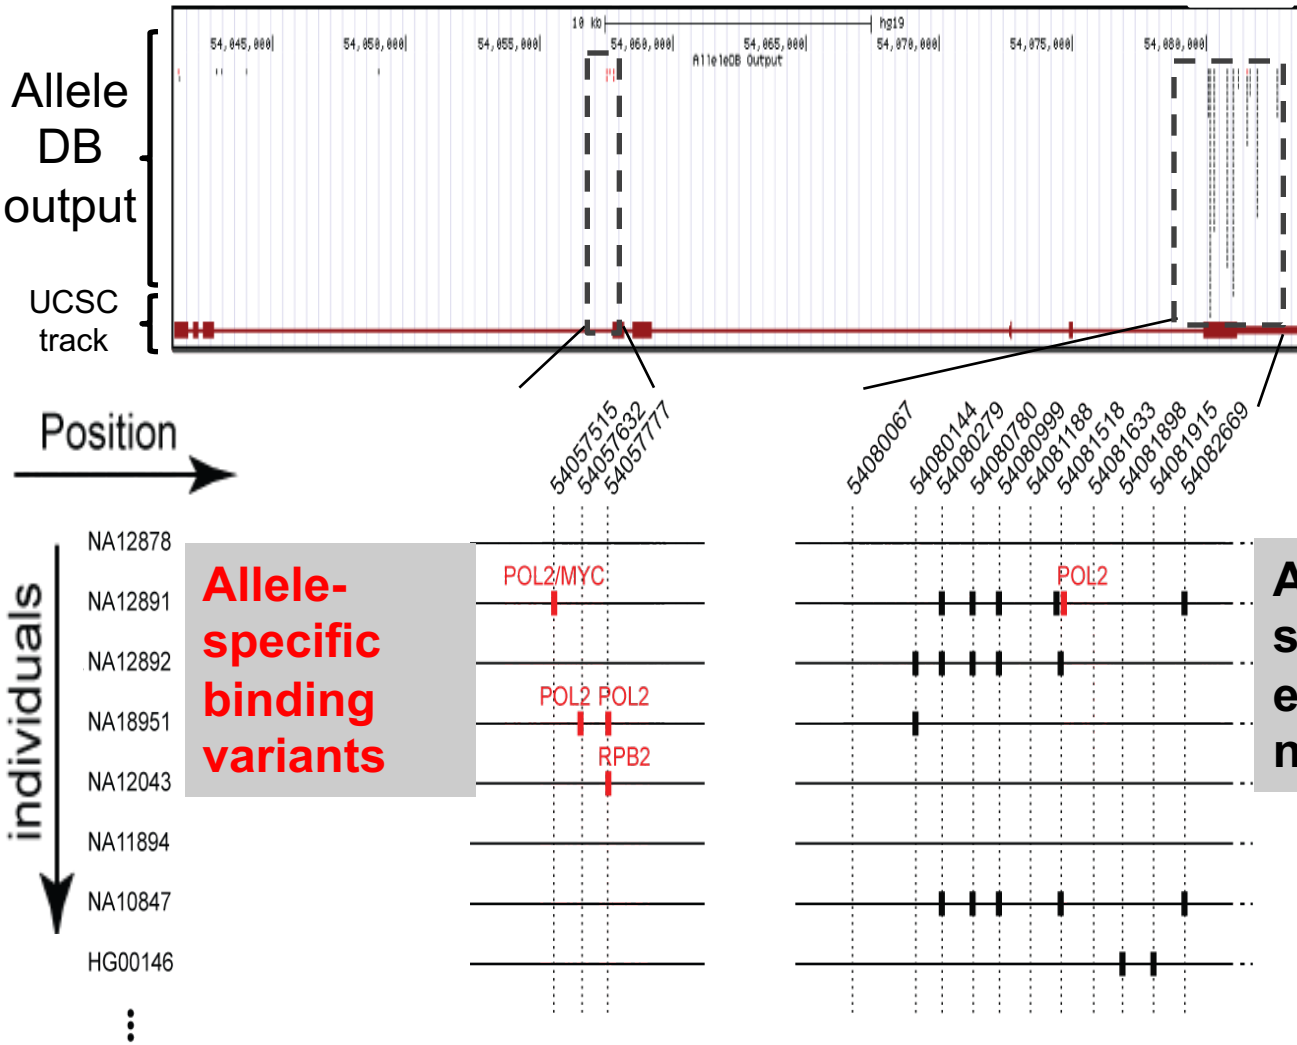 10 kb hg19
54,045,000 54,050,000 54,055,000 54,060,000 54,065,000 54,070,000 54,075,000 54,080,000
AlleleDB Output
Allele
DB
output
UCSC
track
Position
54057515
54057632
54057777
54080067
54080144
54080279
54080780
54080999
54081188
54081518
54081633
54081898
54081915
54082669
individuals
NA12878
POL2/MYC POL2
NA12891
NA12892
POL2 POL2
NA18951
RPB2
NA12043
NA11894
NA10847
HG00146
Allele-
specific
binding
variants
A
s
e
n